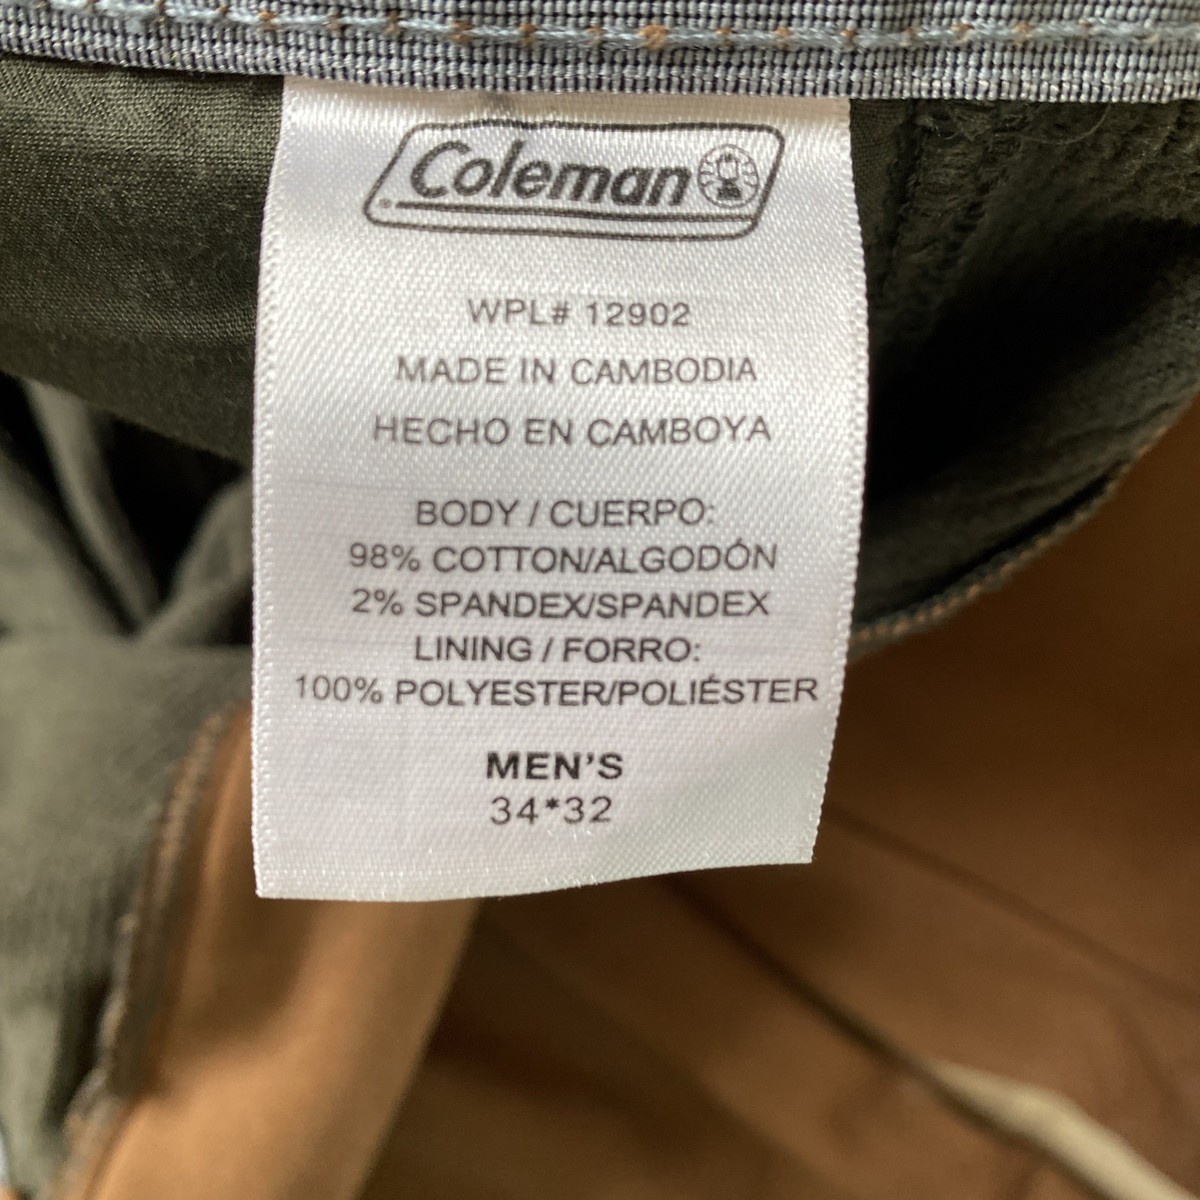 Coleman
WPL# 12902
MADE IN CAMBODIA
HECHO EN CAMBOYA
BODY / CUERPO:
98% COTTON/ALGODÓN
2% SPANDEX/SPANDEX
LINING / FORRO:
100% POLYESTER/POLIÉSTER
MEN'S
34*32